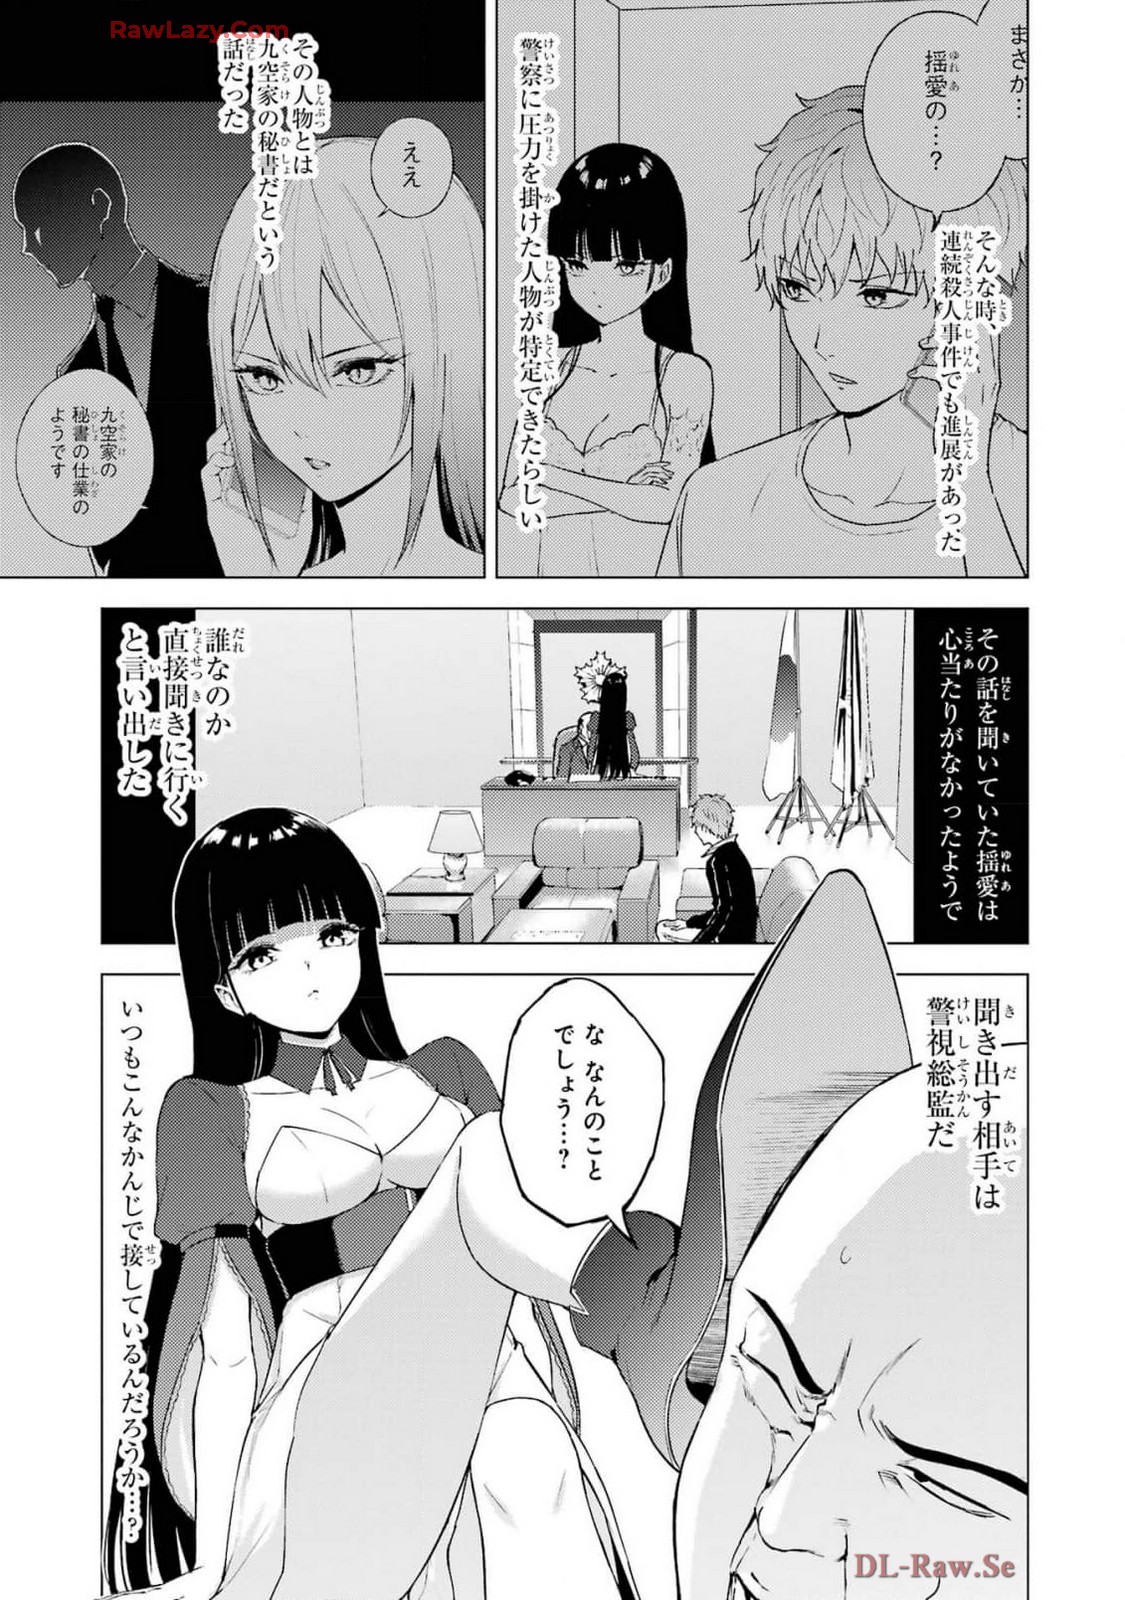 RawLazy.Com
まさか…
揺愛の…?
そんな時、
連続殺人事件でも進展があった
警察に圧力を掛けた人物が特定できたらしい
ええ
その人物とは
九空家の秘書だという
話だった
九空家の
秘書の仕業の
ようです
その話を聞いていた揺愛は
心当たりがなかったようで
誰なのか
直接聞きに行く
と言い出した
聞き出す相手は
警視総監だ
な なんのこと
でしょう…?
いつもこんなかんじで接しているんだろうか…?
DL-Raw.Se